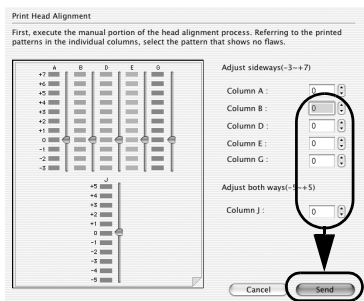 Print Head Alignment
First, execute the manual portion of the head alignment process. Referring to the printed
patterns in the individual columns, select the pattern that shows no flaws.
A B D E G
+7
+6
+5
+4
+3
+2
+1
0
-1
-2
-3
J
+5
+4
+3
+2
+1
0
-1
-2
-3
-4
-5
Adjust sideways(-3~+7)
Column A : 0
Column B : 0
Column D : 0
Column E : 0
Column G : 0
Adjust both ways(-5~+5)
Column J : 0
Cancel Send